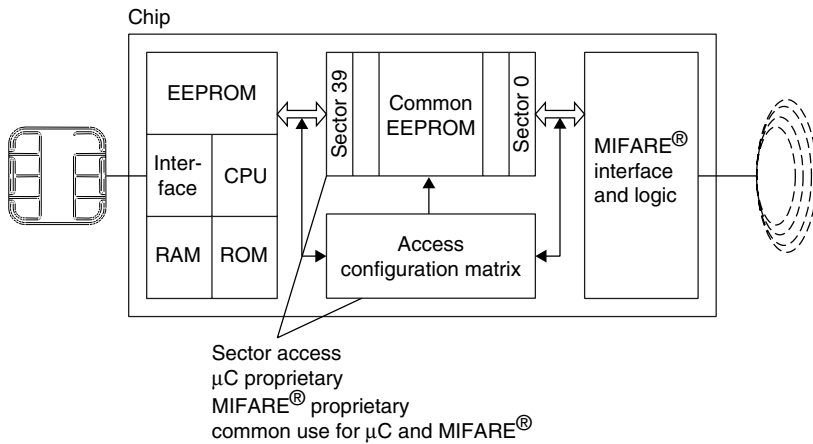 Chip
EEPROM
Inter-
face
CPU
RAM
ROM
Sector 39
Common
EEPROM
Sector 0
Access
configuration matrix
MIFARE®
interface
and logic
Sector access
μC proprietary
MIFARE® proprietary
common use for μC and MIFARE®